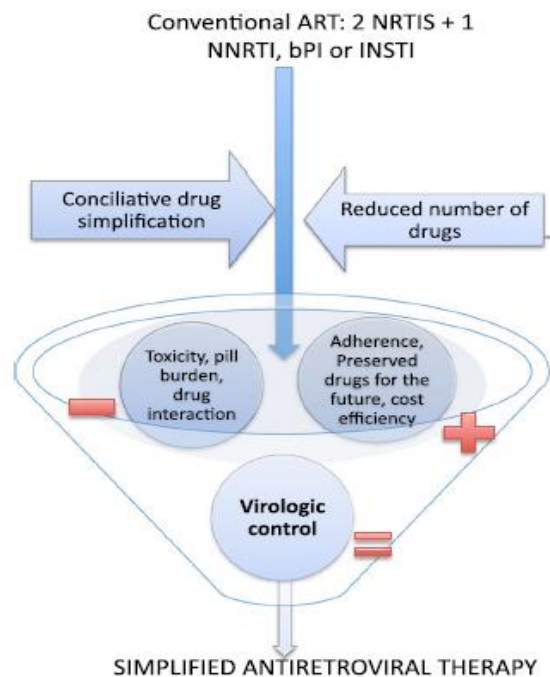 Conventional ART: 2 NRTIS + 1
NNRTI, bPI or INSTI
Conciliative drug
simplification
Reduced number of
drugs
Toxicity, pill
burden,
drug
interaction
Adherence,
Preserved
drugs for the
future, cost
efficiency
Virologic
control
SIMPLIFIED ANTIRETROVIRAL THERAPY